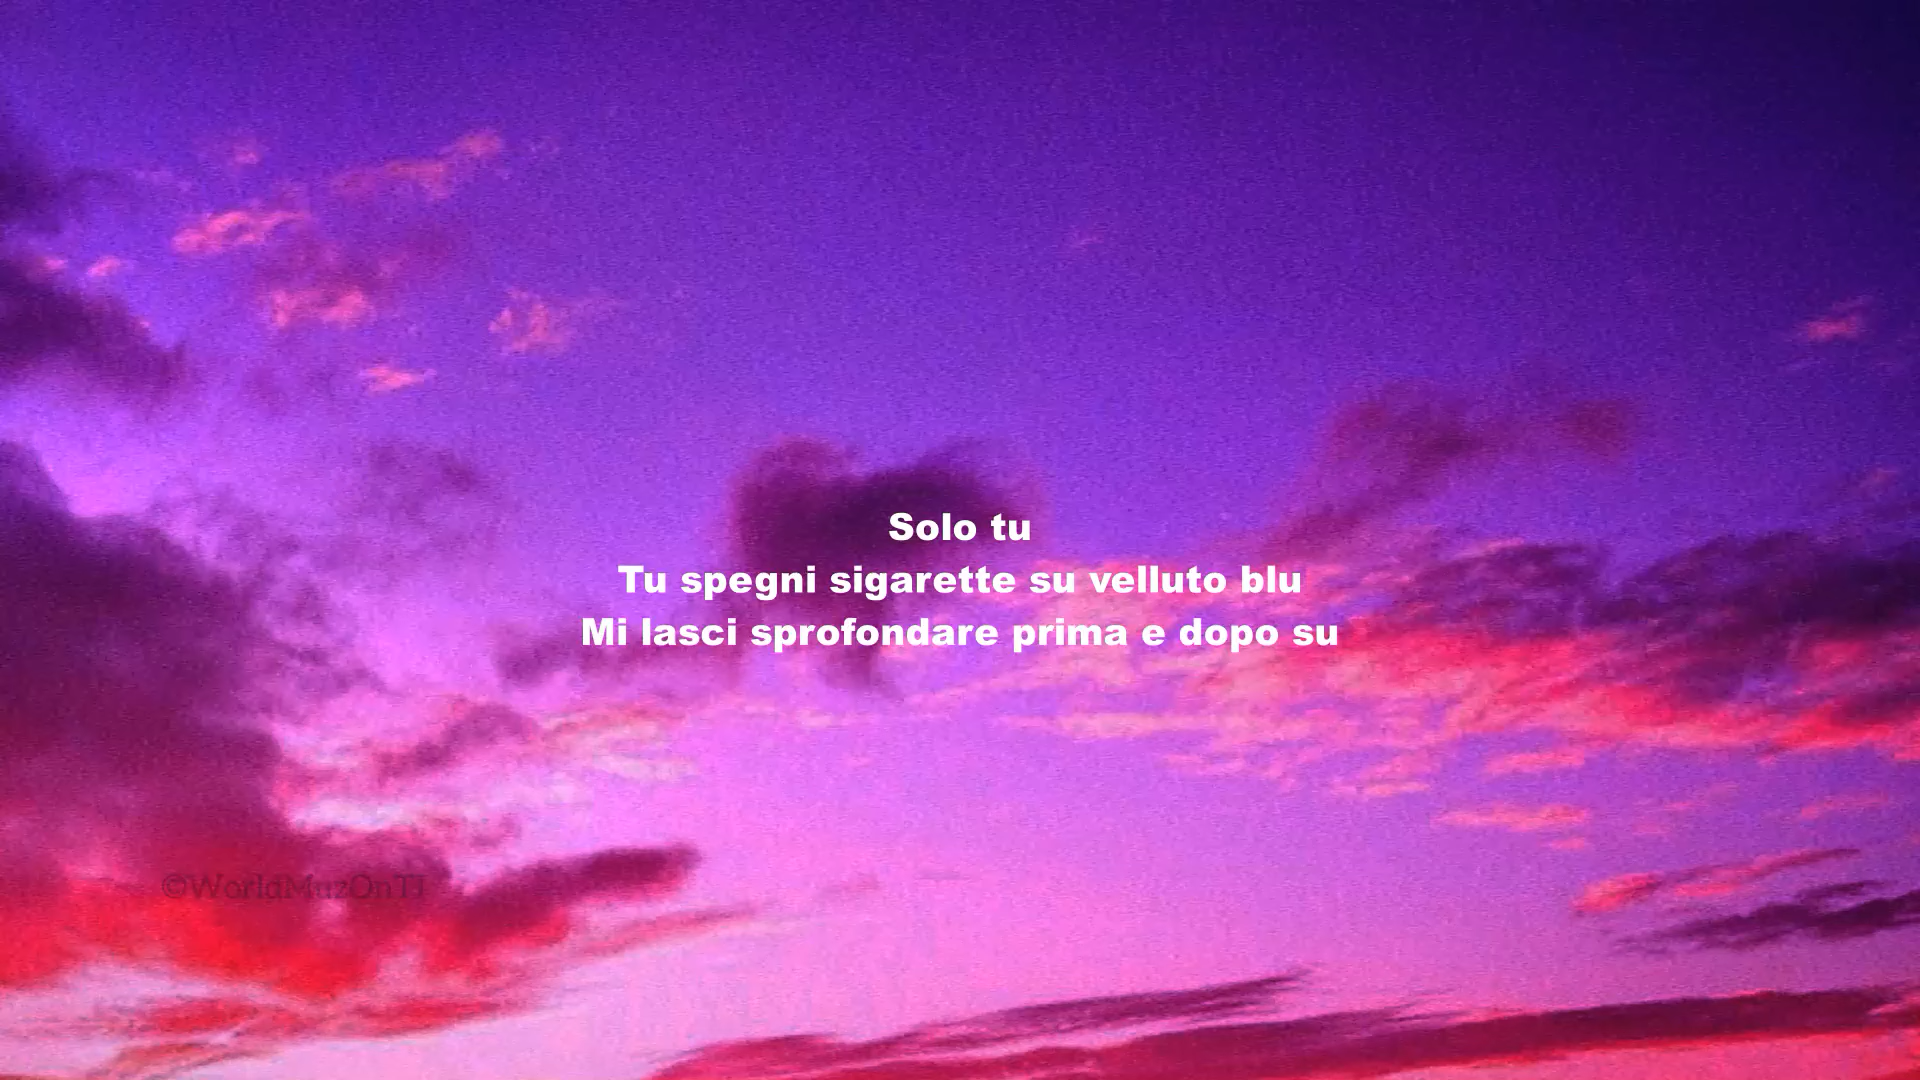 Solo tu
Tu spegni sigarette su velluto blu
Mi lasci sprofondare prima e dopo su
©WorldMuzOnTI